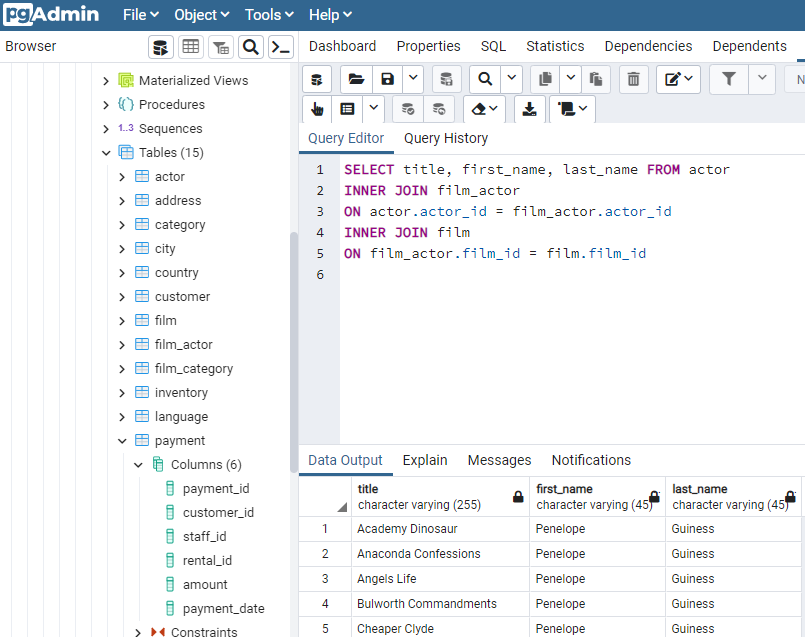 pgAdmin File Object Tools Help
Browser
Dashboard Properties SQL Statistics Dependencies Dependents
Materialized Views
Procedures
1..3 Sequences
Tables (15)
actor
address
category
city
country
customer
film
film_actor
film_category
inventory
language
payment
Columns (6)
payment_id
customer_id
staff_id
rental_id
amount
payment_date
Constraints
N
Query Editor Query History
1 SELECT title, first_name, last_name FROM actor
2 INNER JOIN film_actor
3 ON actor.actor_id = film_actor.actor_id
4 INNER JOIN film
5 ON film_actor.film_id = film.film_id
6
Data Output Explain Messages Notifications
title first_name last_name
character varying (255) character varying (45) character varying (45)
1 Academy Dinosaur Penelope Guiness
2 Anaconda Confessions Penelope Guiness
3 Angels Life Penelope Guiness
4 Bulworth Commandments Penelope Guiness
5 Cheaper Clyde Penelope Guiness